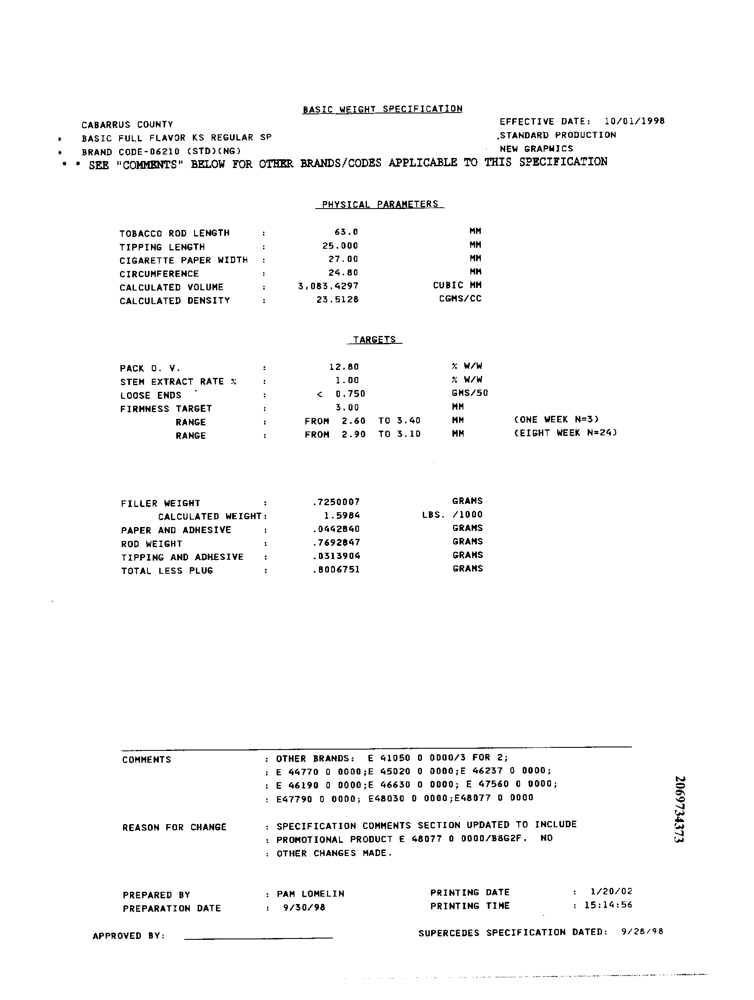 BASIC WEIGHT SPECIFICATION
CABARRUS COUNTY EFFECTIVE DATE: 10/01/1998
* BASIC FULL FLAVOR KS REGULAR SP STANDARD PRODUCTION
* BRAND CODE-06210 (STD)(NG) NEW GRAPHICS
* * SEE "COMMENTS" BELOW FOR OTHER BRANDS/CODES APPLICABLE TO THIS SPECIFICATION
PHYSICAL PARAMETERS
TOBACCO ROD LENGTH : 63.0 MM
TIPPING LENGTH : 25.000 MM
CIGARETTE PAPER WIDTH : 27.00 MM
CIRCUMFERENCE : 24.80 MM
CALCULATED VOLUME : 3,083.4297 CUBIC MM
CALCULATED DENSITY : 23.5128 CGMS/CC
TARGETS
PACK O. V. : 12.80 % W/W
STEM EXTRACT RATE % : 1.00 % W/W
LOOSE ENDS : < 0.750 GMS/50
FIRMNESS TARGET : 3.00 MM
RANGE : FROM 2.60 TO 3.40 MM (ONE WEEK N=3)
RANGE : FROM 2.90 TO 3.10 MM (EIGHT WEEK N=24)
FILLER WEIGHT : .7250007 GRAMS
CALCULATED WEIGHT: 1.5984 LBS. /1000
PAPER AND ADHESIVE : .0442840 GRAMS
ROD WEIGHT : .7692847 GRAMS
TIPPING AND ADHESIVE : .0313904 GRAMS
TOTAL LESS PLUG : .8006751 GRAMS
COMMENTS : OTHER BRANDS: E 41050 0 0000/3 FOR 2;
: E 44770 0 0000;E 45020 0 0000;E 46237 0 0000;
: E 46190 0 0000;E 46630 0 0000; E 47560 0 0000;
: E47790 0 0000; E48030 0 0000;E48077 0 0000
REASON FOR CHANGE : SPECIFICATION COMMENTS SECTION UPDATED TO INCLUDE
: PROMOTIONAL PRODUCT E 48077 0 0000/B8G2F. NO
: OTHER CHANGES MADE.
PREPARED BY : PAM LOMELIN PRINTING DATE : 1/20/02
PREPARATION DATE : 9/30/98 PRINTING TIME : 15:14:56
APPROVED BY: SUPERCEDES SPECIFICATION DATED: 9/28/98
2069734373